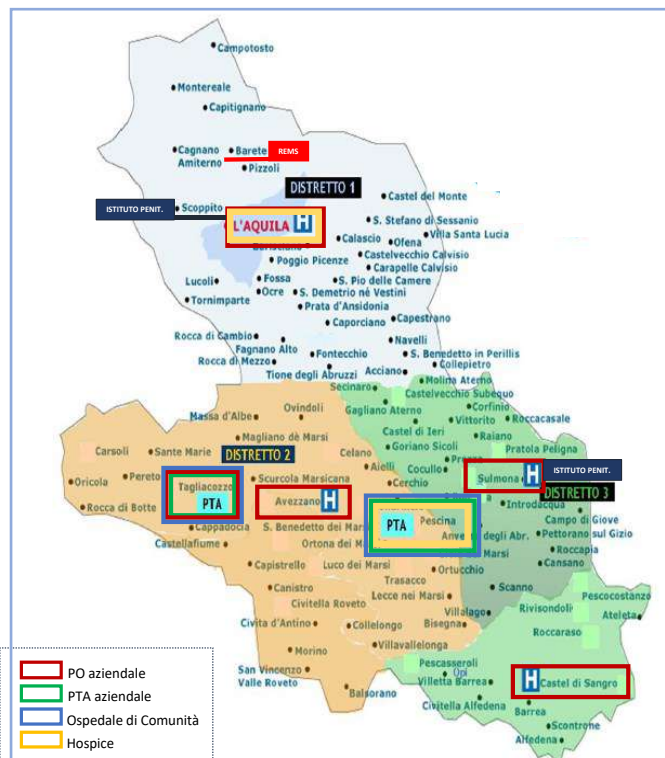 Campotosto
Montereale
Capitignano
Cagnano
Amiterno
Barete
REMS
Pizzoli
DISTRETTO 1
Castel del Monte
ISTITUTO PENIT.
Scoppito
L'AQUILA H
S. Stefano di Sessanio
Villa Santa Lucia
Calascio
Ofena
Castelvecchio Calvisio
Poggio Picenze
Carapelle Calvisio
Lucoli
Fossa
S. Pio delle Camere
Ocre
S. Demetrio nè Vestini
Tornimparte
Prata d'Ansidonia
Caporciano
Capestrano
Rocca di Cambio
Navelli
Fagnano Alto
Fontecchio
S. Benedetto in Perillis
Rocca di Mezzo
Collepietro
Tione degli Abruzzi
Acciano
Molina Aterno
Secinaro
Castelvecchio Subequo
Gagliano Aterno
Corfinio
Massa d'Albe
Ovindoli
Vittorito
Roccacasale
Castel di Ieri
Magliano dè Marsi
Raiano
Goriano Sicoli
Pratola Peligna
Carsoli
Sante Marie
DISTRETTO 2
Celano
Aielli
Cocullo
ISTITUTO PENIT.
Oricola
Pereto
Tagliacozzo
Scurcola Marsicana
Cerchio
Sulmona H
DISTRETTO 3
Rocca di Botte
PTA
Avezzano H
PTA
Pescina
Introdacqua
Cappadocia
S. Benedetto dei Mar
Campo di Giove
Castellafiume
Ortona dei M
degli Abr.
Pettorano sul Gizio
Marsi
Roccapia
Capistrello
Luco dei Marsi
Ortucchio
Cansano
Trasacco
Canistro
Lecce nei Marsi
Scanno
Pescocostanzo
Civitella Roveto
Villalago
Rivisondoli
Civita d'Antino
Collelongo
Bisegna
Ateleta
Roccaraso
Morino
Villavallelonga
Pescasseroli
San Vincenzo
Valle Roveto
Opi
Villetta Barrea
H Castel di Sangro
Balsorano
Civitella Alfedena
Barrea
Scontrone
Alfedena
PO aziendale
PTA aziendale
Ospedale di Comunità
Hospice